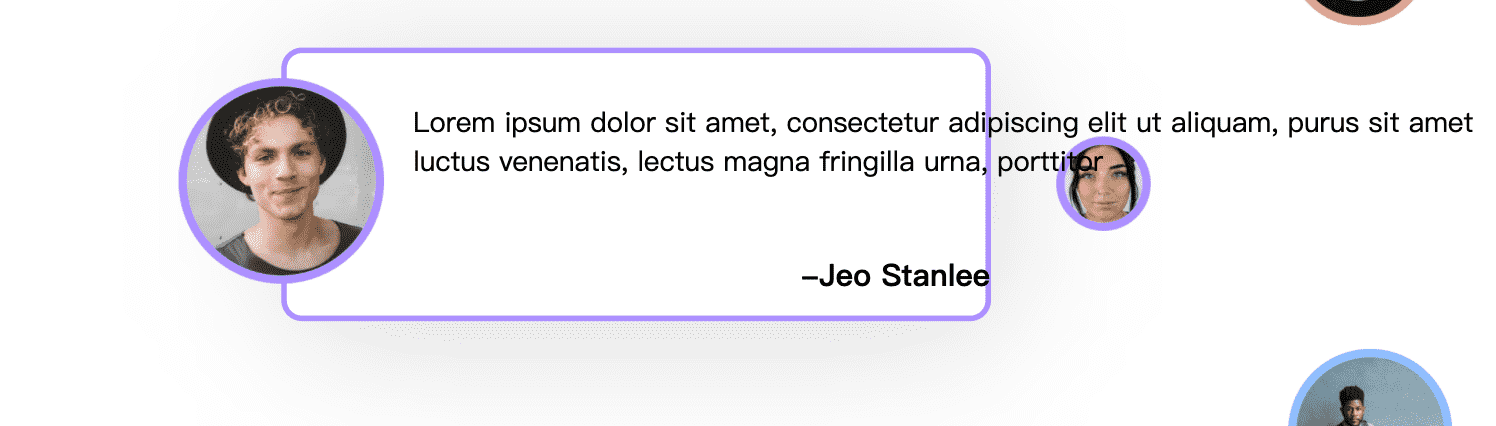 Lorem ipsum dolor sit amet, consectetur adipiscing elit ut aliquam, purus sit amet
luctus venenatis, lectus magna fringilla urna, porttitor
–Jeo Stanlee